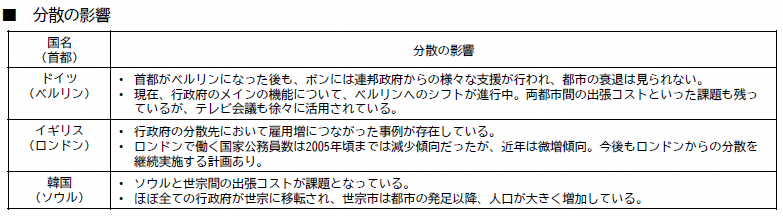 ■ 分散の影響
国名
（首都）
分散の影響
ドイツ
（ベルリン）
• 首都がベルリンになった後も、ボンには連邦政府からの様々な支援が行われ、都市の衰退は見られない。
• 現在、行政府のメインの機能について、ベルリンへのシフトが進行中。両都市間の出張コストといった課題も残っ
ているが、テレビ会議も徐々に活用されている。
イギリス
（ロンドン）
• 行政府の分散先において雇用増につながった事例が存在している。
• ロンドンで働く国家公務員数は2005年頃までは減少傾向だったが、近年は微増傾向。今後もロンドンからの分散を
継続実施する計画あり。
韓国
（ソウル）
• ソウルと世宗間の出張コストが課題となっている。
• ほぼ全ての行政府が世宗に移転され、世宗市は都市の発足以降、人口が大きく増加している。